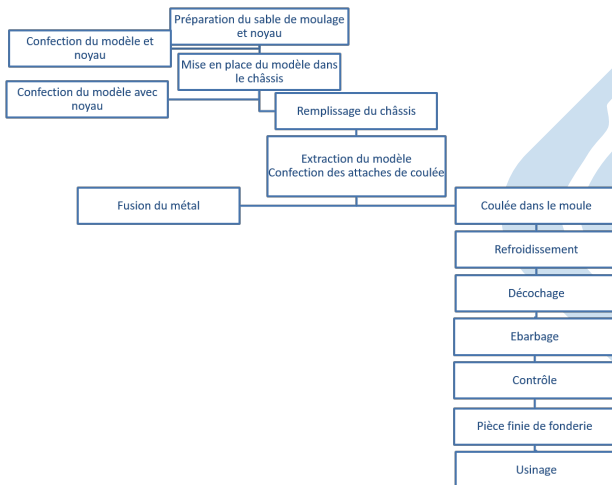 Préparation du sable de moulage
et noyau
Confection du modèle et
noyau
Mise en place du modèle dans
le châssis
Confection du modèle avec
noyau
Remplissage du châssis
Extraction du modèle
Confection des attaches de coulée
Fusion du métal
Coulée dans le moule
Refroidissement
Décochage
Ebarbage
Contrôle
Pièce finie de fonderie
Usinage